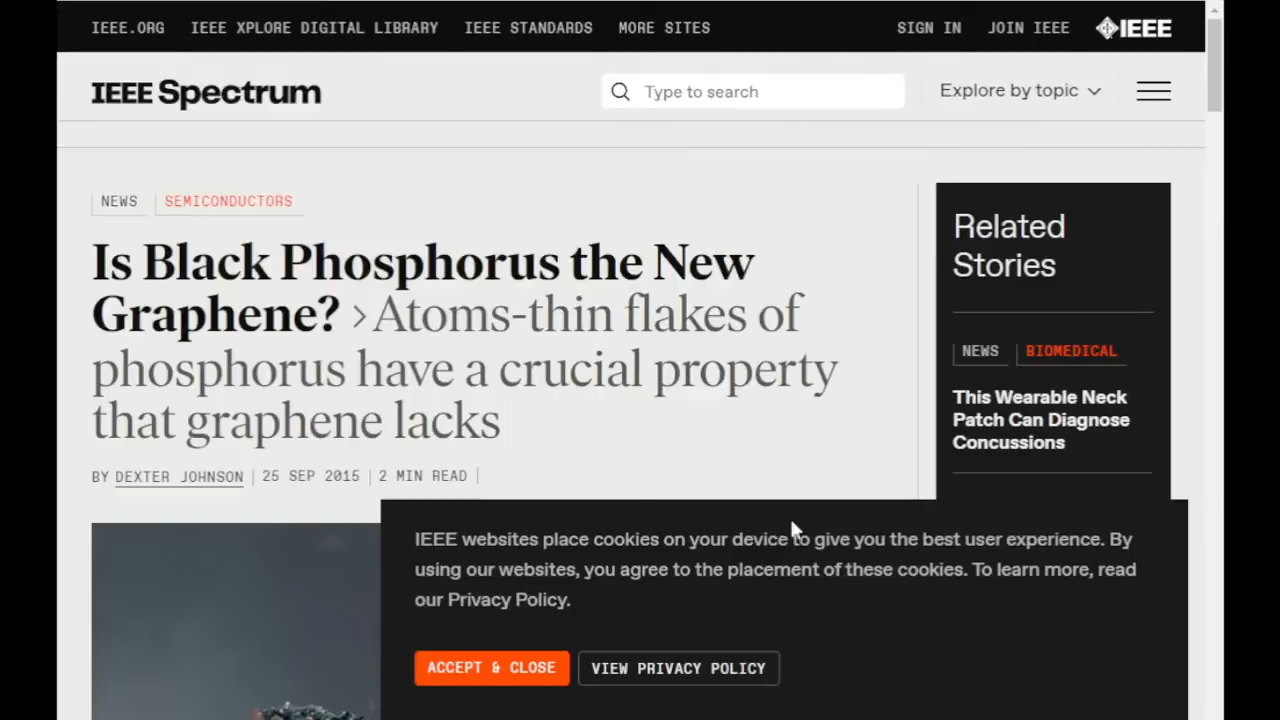 IEEE.ORG IEEE XPLORE DIGITAL LIBRARY IEEE STANDARDS MORE SITES SIGN IN JOIN IEEE IEEE
IEEE Spectrum Type to search Explore by topic
NEWS SEMICONDUCTORS
Is Black Phosphorus the New
Graphene? › Atoms-thin flakes of
phosphorus have a crucial property
that graphene lacks
BY DEXTER JOHNSON 25 SEP 2015 2 MIN READ
Related
Stories
NEWS BIOMEDICAL
This Wearable Neck
Patch Can Diagnose
Concussions
IEEE websites place cookies on your device to give you the best user experience. By
using our websites, you agree to the placement of these cookies. To learn more, read
our Privacy Policy.
ACCEPT & CLOSE VIEW PRIVACY POLICY